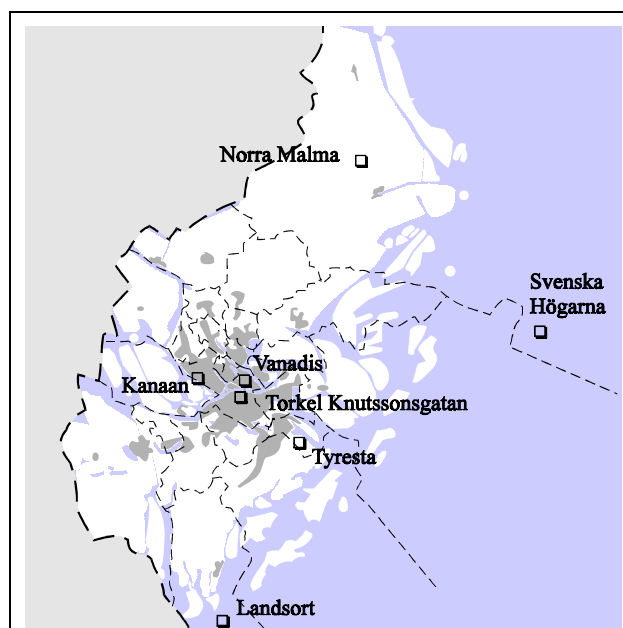 Norra Malma
Svenska
Högarna
Vanadis
Kanaan
Torkel Knutssonsgatan
Tyresta
Landsort